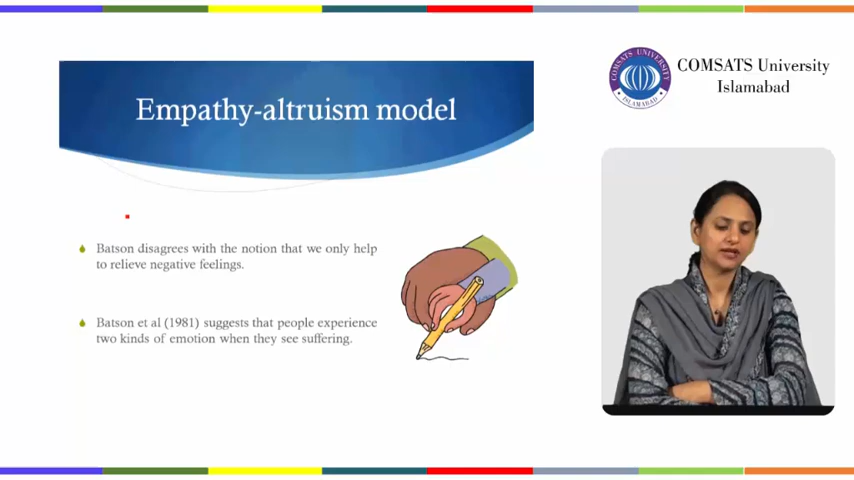 Empathy-altruism model
Batson disagrees with the notion that we only help
to relieve negative feelings.
Batson et al (1981) suggests that people experience
two kinds of emotion when they see suffering.
COMSATS University
Islamabad
COMSATS UNIVERSITY
ISLAMABAD